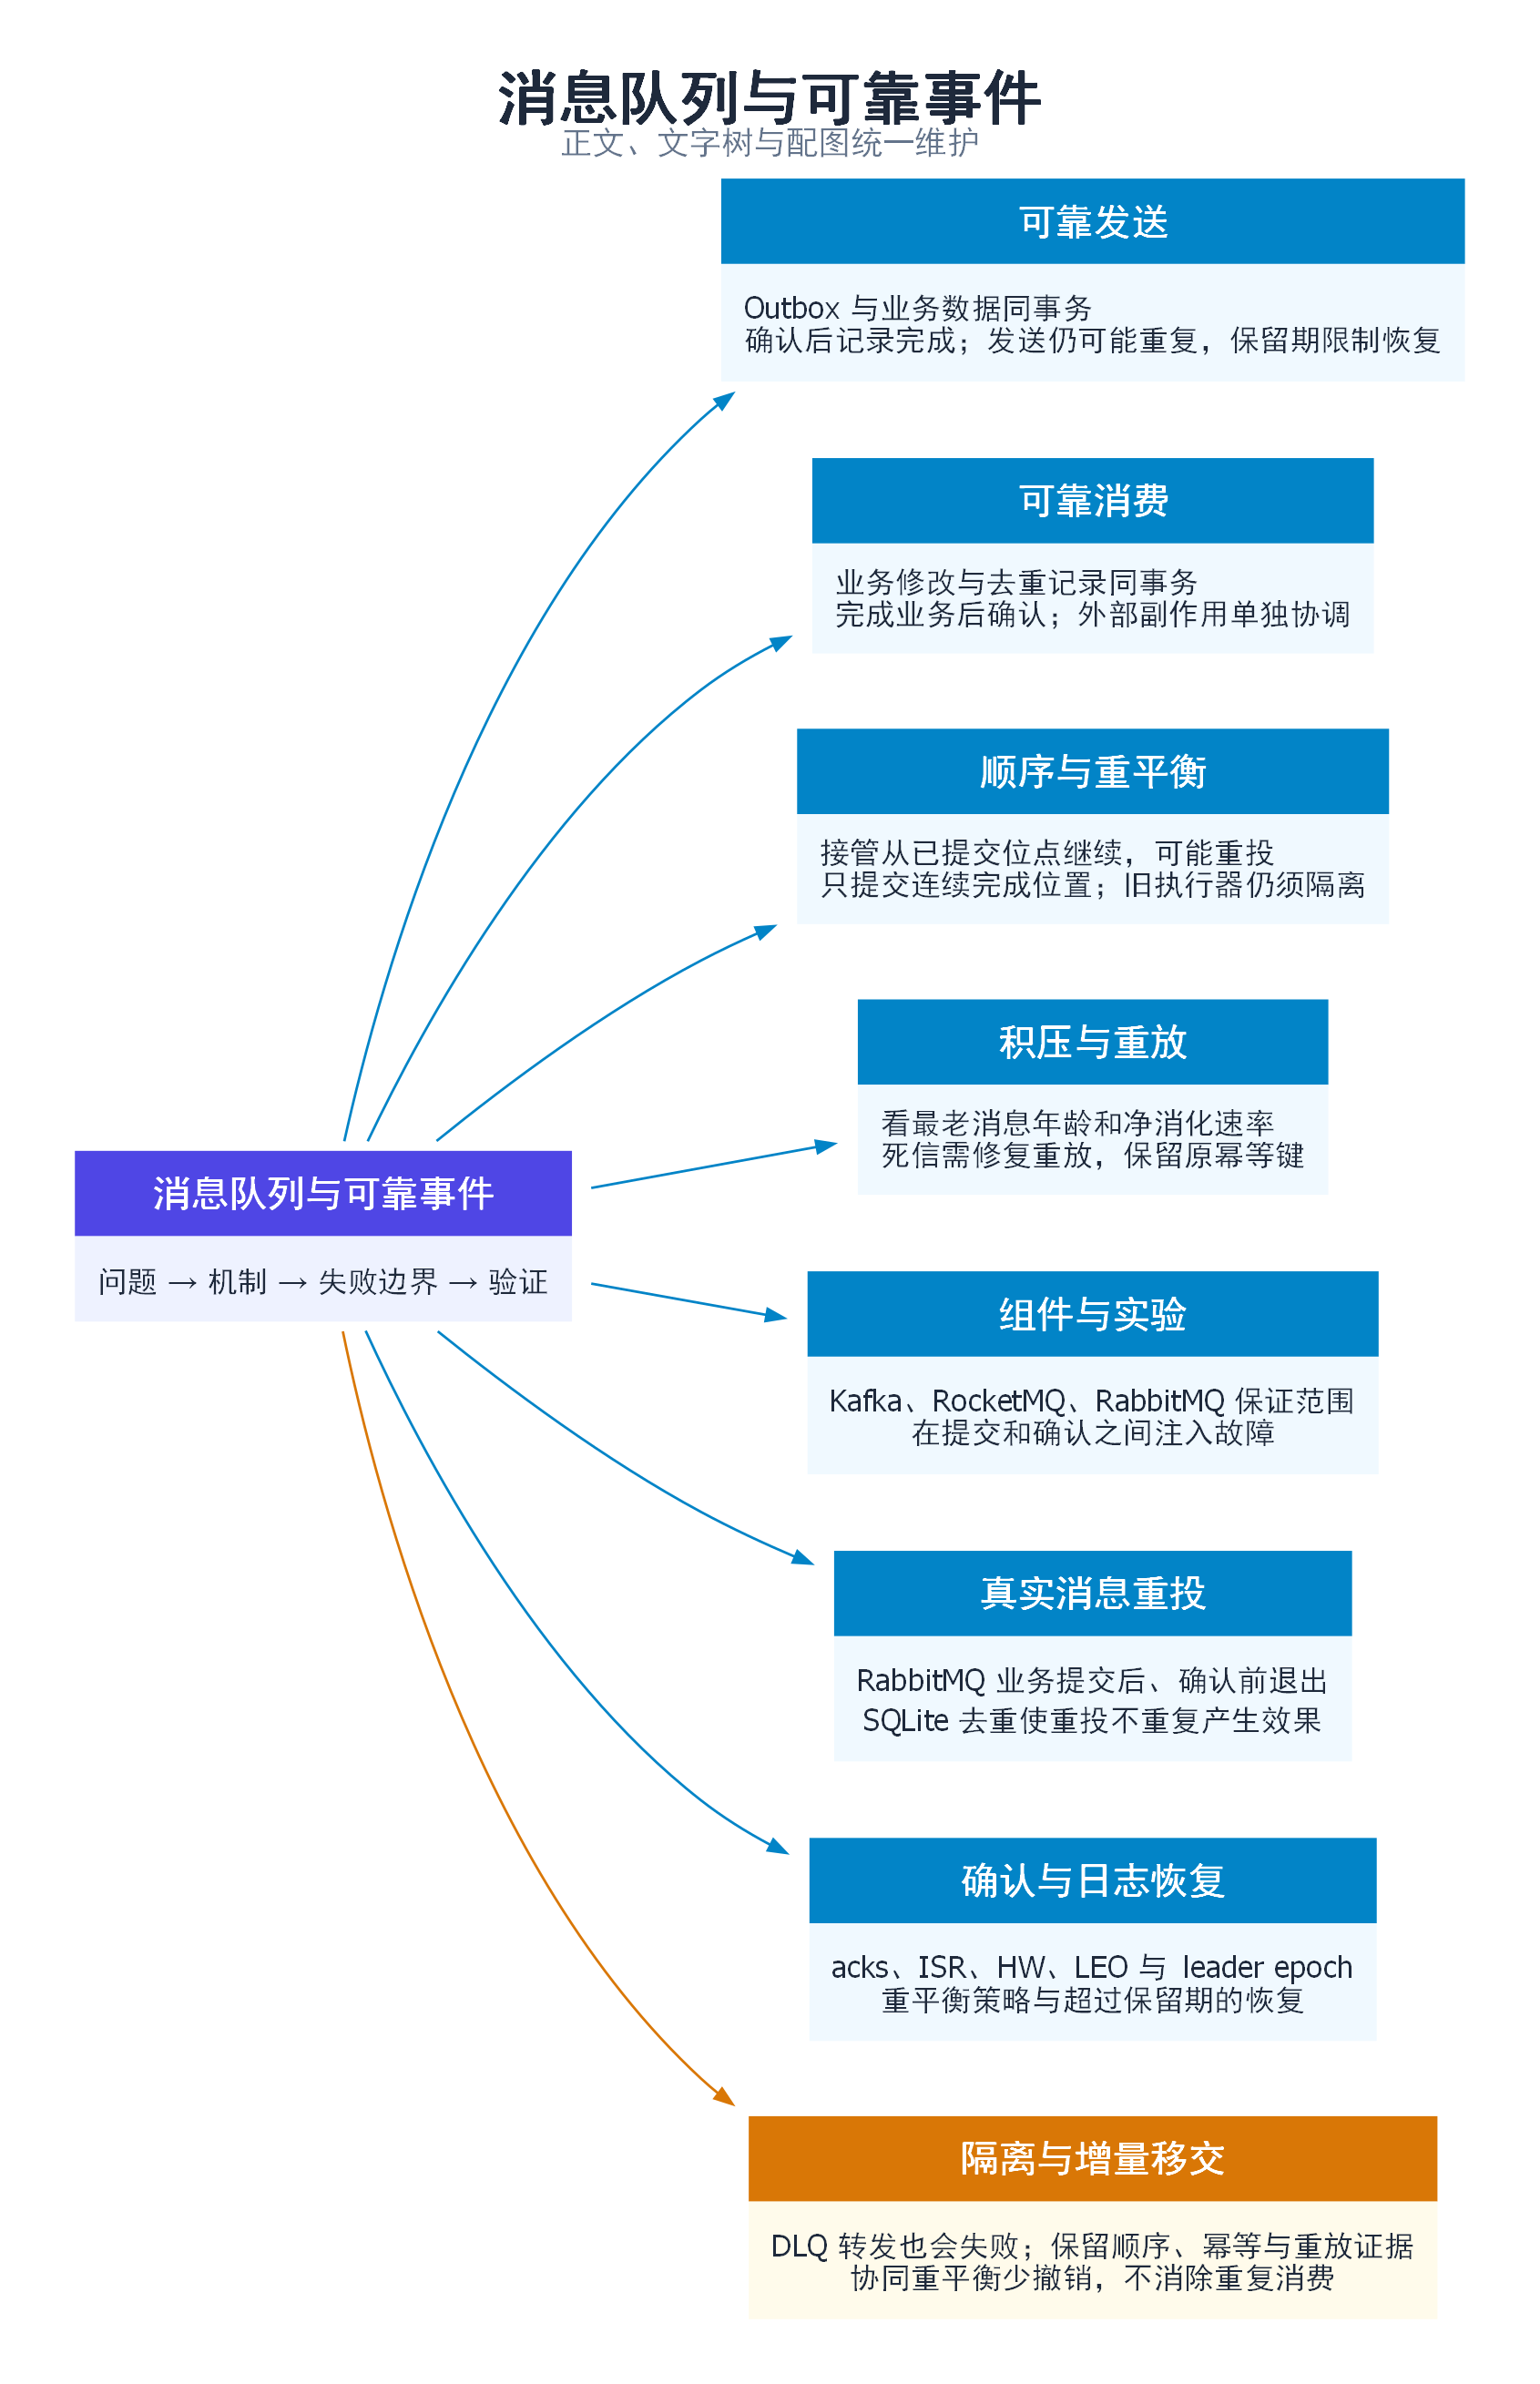 消息队列与可靠事件
正文、文字树与配图统一维护
可靠发送
Outbox 与业务数据同事务
确认后记录完成；发送仍可能重复，保留期限制恢复
可靠消费
业务修改与去重记录同事务
完成业务后确认；外部副作用单独协调
顺序与重平衡
接管从已提交位点继续，可能重投
只提交连续完成位置；旧执行器仍须隔离
积压与重放
看最老消息年龄和净消化速率
死信需修复重放，保留原幂等键
消息队列与可靠事件
问题 → 机制 → 失败边界 → 验证
组件与实验
Kafka、RocketMQ、RabbitMQ 保证范围
在提交和确认之间注入故障
真实消息重投
RabbitMQ 业务提交后、确认前退出
SQLite 去重使重投不重复产生效果
确认与日志恢复
acks、ISR、HW、LEO 与 leader epoch
重平衡策略与超过保留期的恢复
隔离与增量移交
DLQ 转发也会失败；保留顺序、幂等与重放证据
协同重平衡少撤销，不消除重复消费